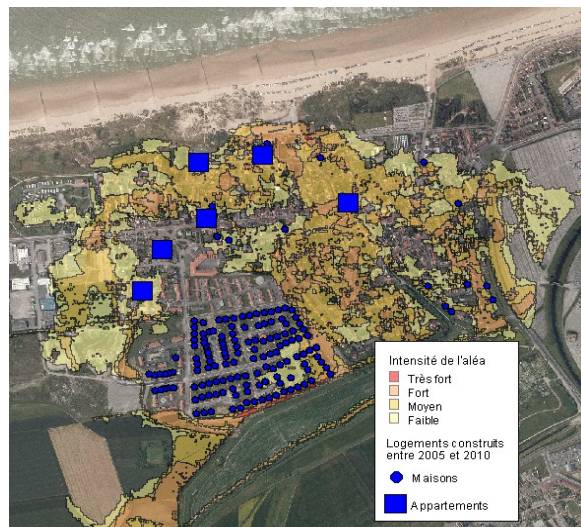 Intensité de l'aléa
Très fort
Fort
Moyen
Faible
Logements construits
entre 2005 et 2010
Maisons
Appartements